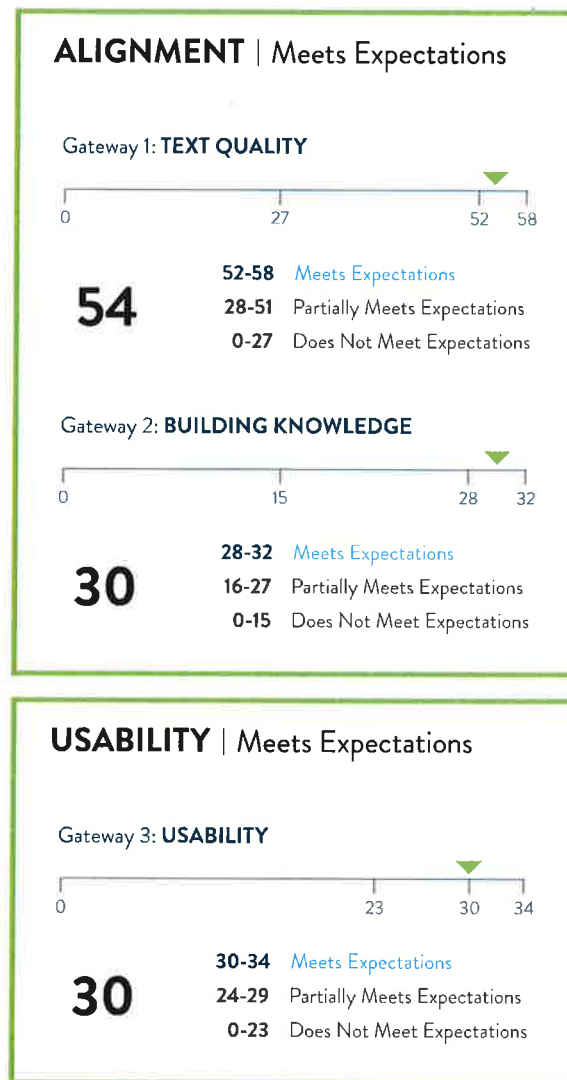 ALIGNMENT | Meets Expectations
Gateway 1: TEXT QUALITY
0 27 52 58
54
52-58 Meets Expectations
28-51 Partially Meets Expectations
0-27 Does Not Meet Expectations
Gateway 2: BUILDING KNOWLEDGE
0 15 28 32
30
28-32 Meets Expectations
16-27 Partially Meets Expectations
0-15 Does Not Meet Expectations
USABILITY | Meets Expectations
Gateway 3: USABILITY
0 23 30 34
30
30-34 Meets Expectations
24-29 Partially Meets Expectations
0-23 Does Not Meet Expectations